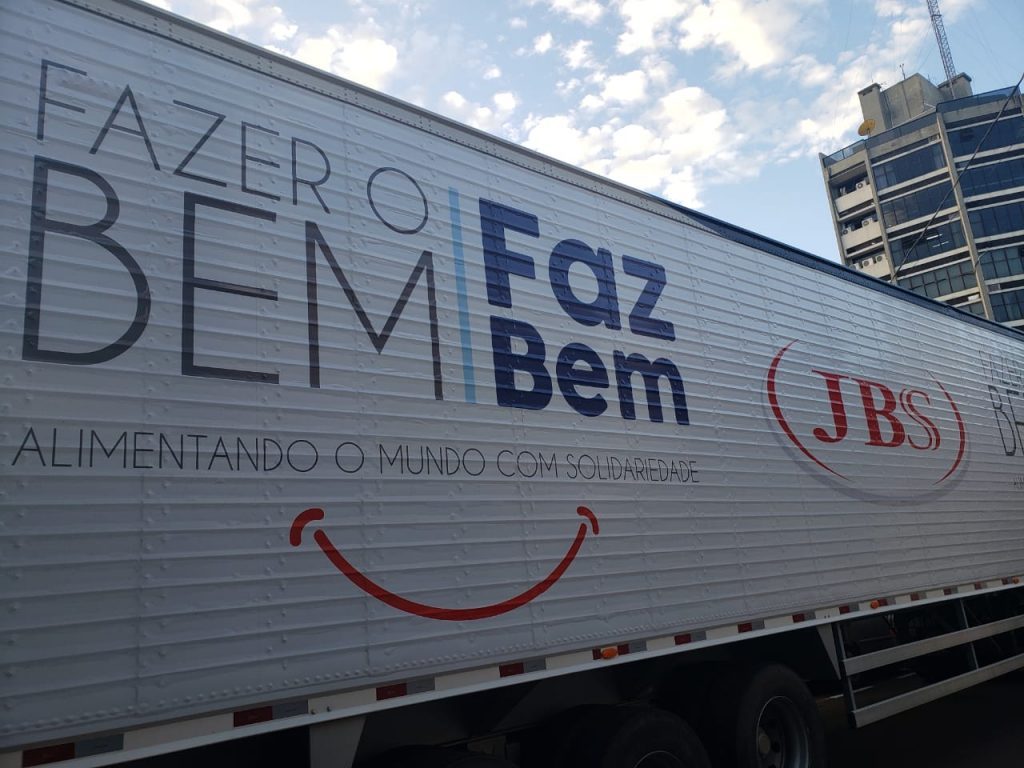 FAZER O
BEM
Faz
Bem
ALIMENTANDO O MUNDO COM SOLIDARIEDADE
JBS